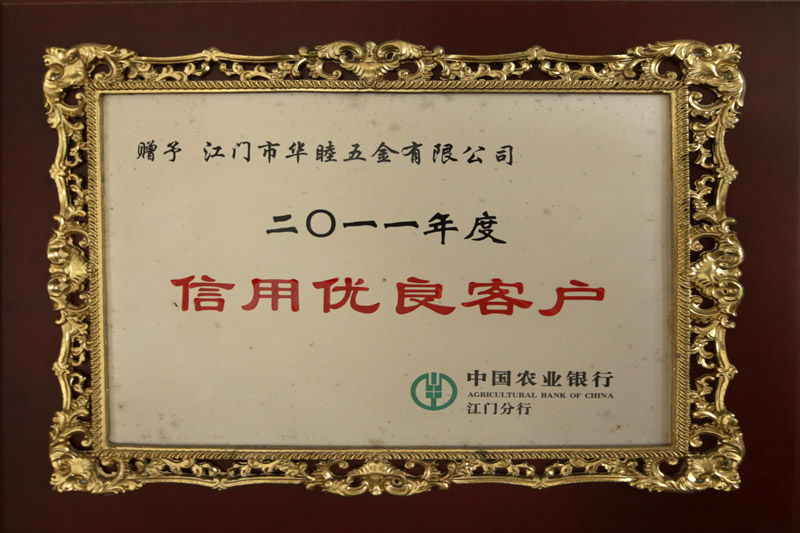 赠予 江门市华睦五金有限公司
二〇一一年度
信用优良客户
中国农业银行
AGRICULTURAL BANK OF CHINA
江门分行